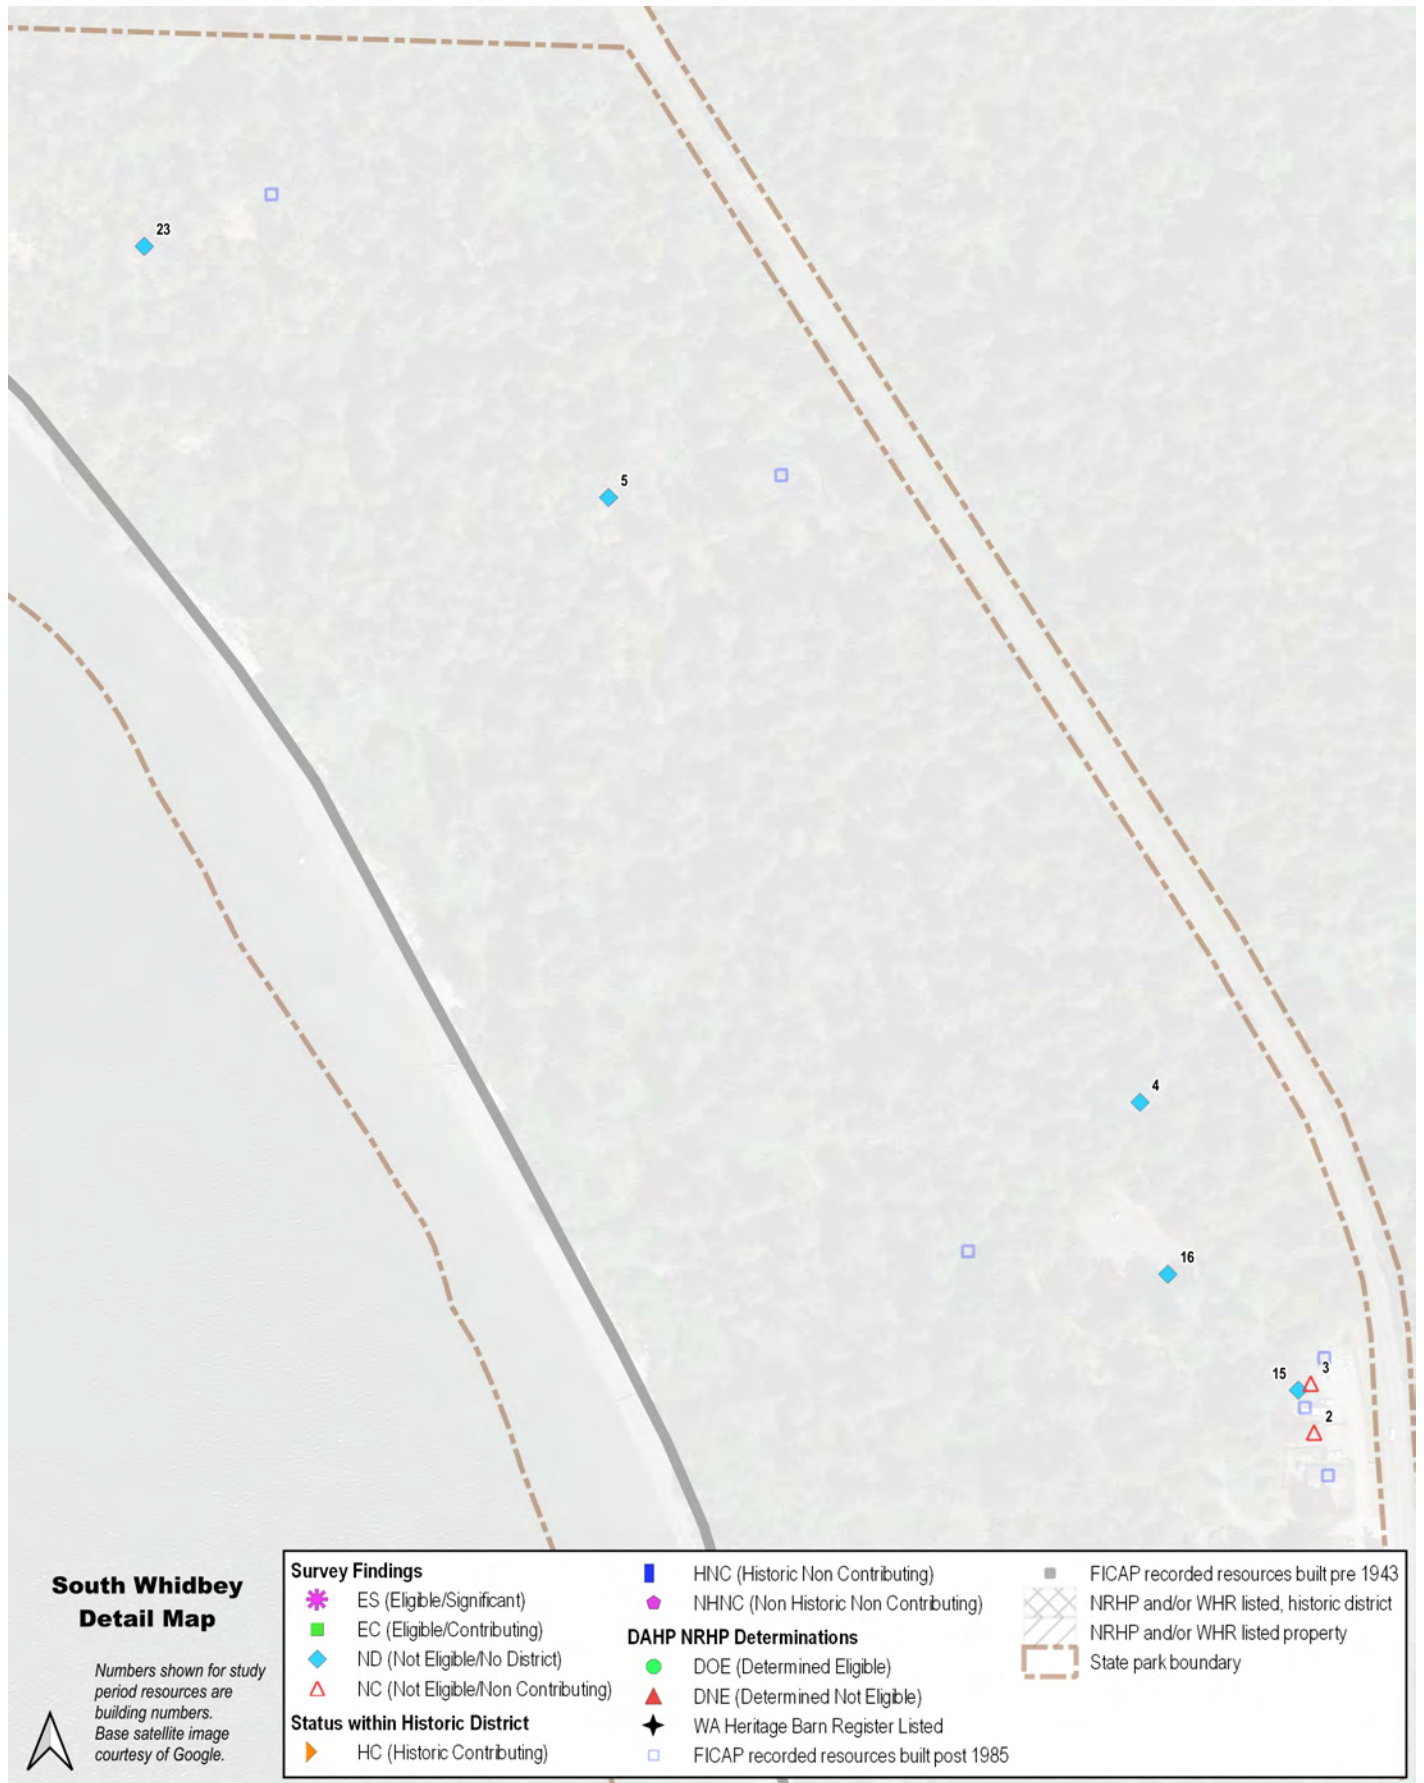 23
5
4
16
3
15
2
South Whidbey
Detail Map
Numbers shown for study
period resources are
building numbers.
Base satellite image
courtesy of Google.
Survey Findings
ES (Eligible/Significant)
EC (Eligible/Contributing)
ND (Not Eligible/No District)
NC (Not Eligible/Non Contributing)
Status within Historic District
HC (Historic Contributing)
HNC (Historic Non Contributing)
NHNC (Non Historic Non Contributing)
DAHP NRHP Determinations
DOE (Determined Eligible)
DNE (Determined Not Eligible)
WA Heritage Barn Register Listed
FICAP recorded resources built post 1985
FICAP recorded resources built pre 1943
NRHP and/or WHR listed, historic district
NRHP and/or WHR listed property
State park boundary